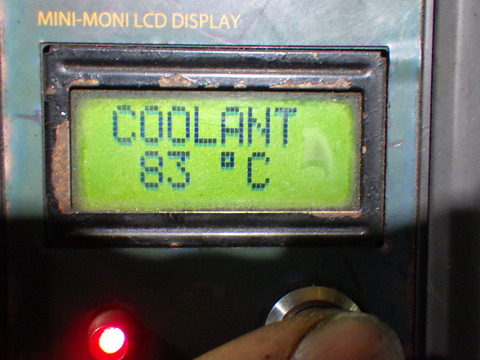 MINI-MONI LCD DISPLAY
COOLANT
83 °C